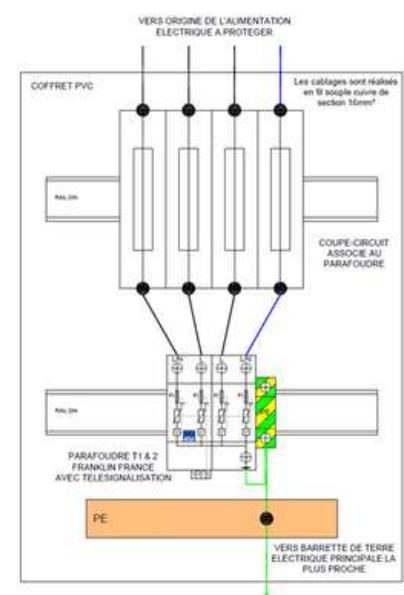 VERS ORIGINE DE L'ALIMENTATION
ELECTRIQUE A PROTEGER
COFFRET PVC
Les cablages sont réalisés
en fil souple cuivre de
section 16mm²
RAIL DIN
COUPE-CIRCUIT
ASSOCIE AU
PARAFOUDRE
L/N
L/N
RAIL DIN
PARAFOUDRE T1 & 2
FRANKLIN FRANCE
AVEC TELESIGNALISATION
PE
VERS BARRETTE DE TERRE
ELECTRIQUE PRINCIPALE LA
PLUS PROCHE